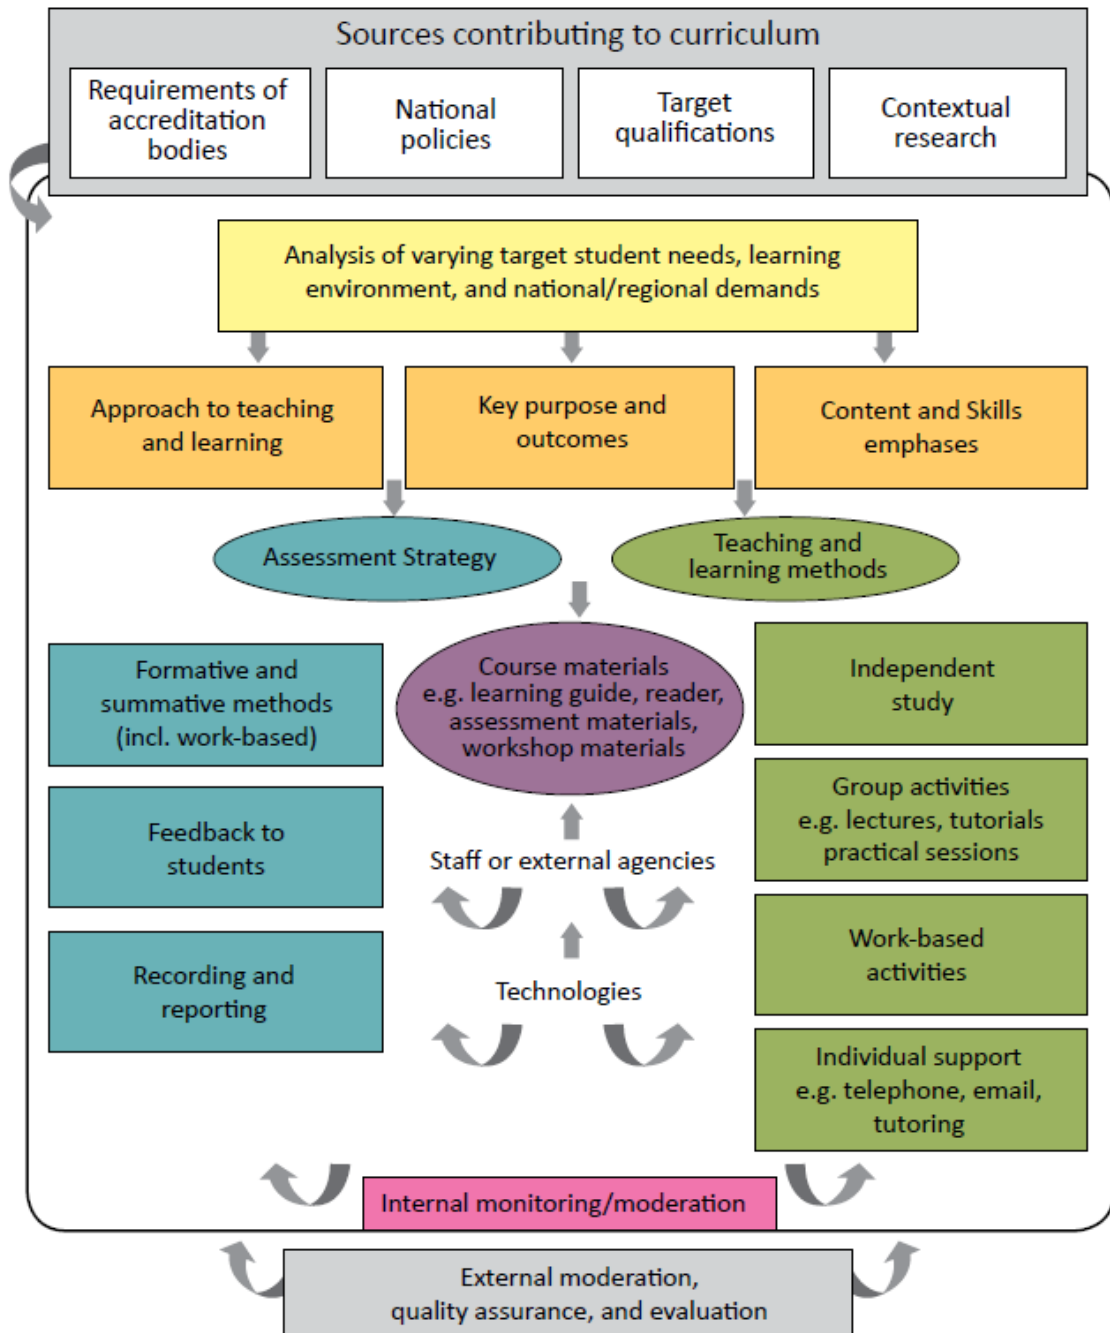 Sources contributing to curriculum
Requirements of
accreditation
bodies
National
policies
Target
qualifications
Contextual
research
Analysis of varying target student needs, learning
environment, and national/regional demands
Approach to teaching
and learning
Key purpose and
outcomes
Content and Skills
emphases
Assessment Strategy
Teaching and
learning methods
Course materials
e.g. learning guide, reader,
assessment materials,
workshop materials
Formative and
summative methods
(incl. work-based)
Feedback to
students
Recording and
reporting
Staff or external agencies
Technologies
Independent
study
Group activities
e.g. lectures, tutorials
practical sessions
Work-based
activities
Individual support
e.g. telephone, email,
tutoring
Internal monitoring/moderation
External moderation,
quality assurance, and evaluation